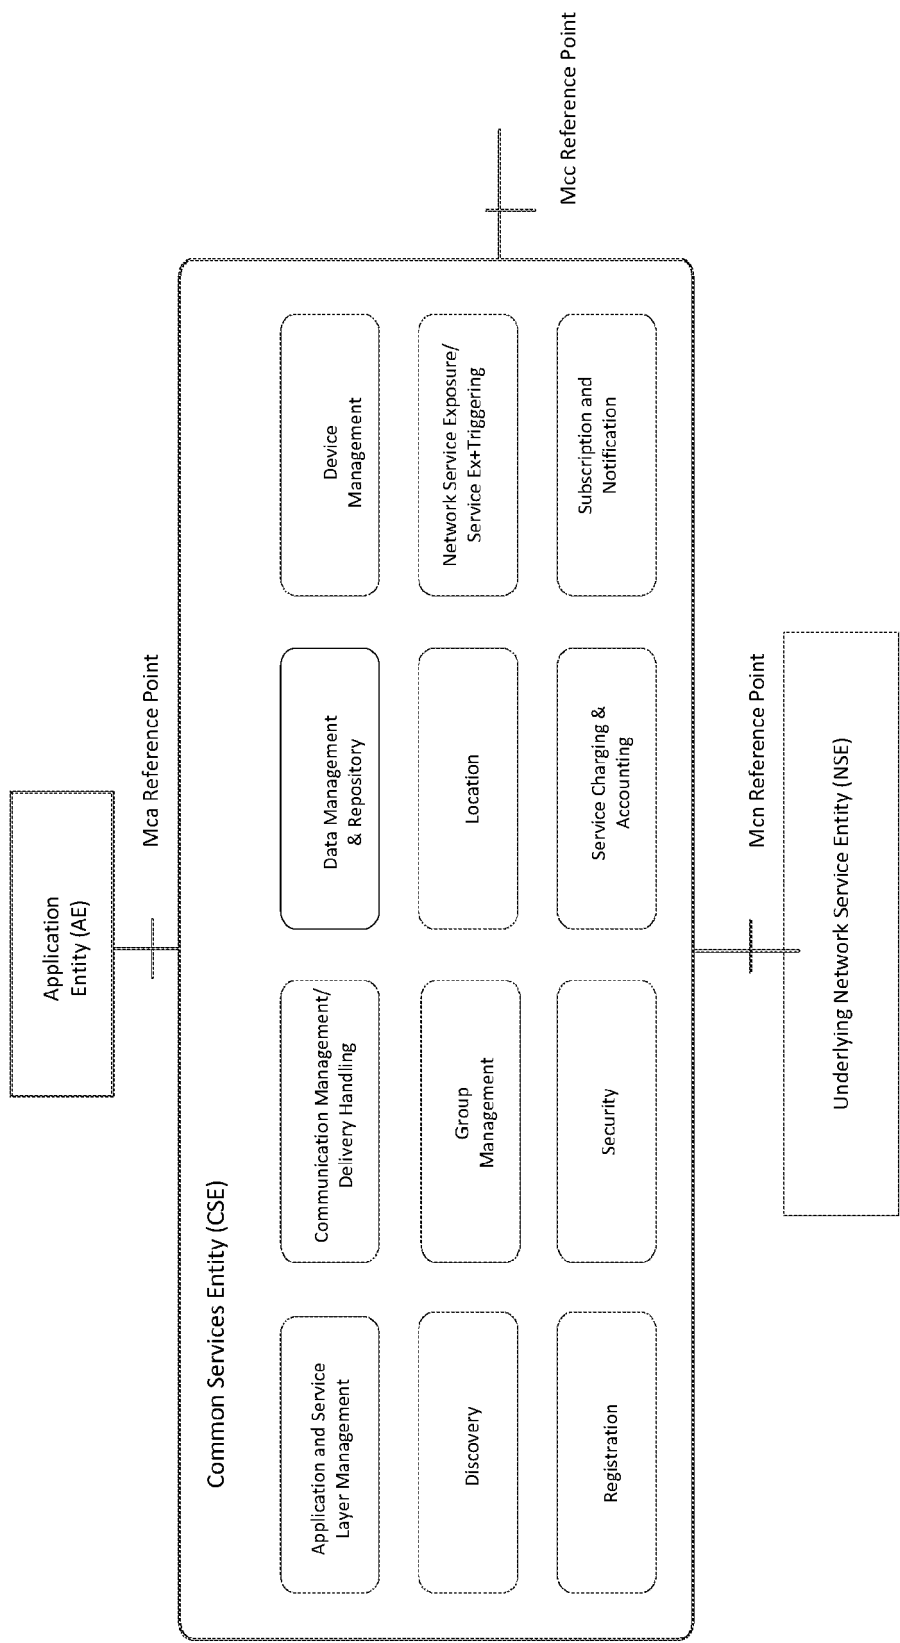 Application
Entity (AE)
Mca Reference Point
Common Services Entity (CSE)
Application and Service
Layer Management
Communication Management/
Delivery Handling
Data Management
& Repository
Device
Management
Discovery
Group
Management
Location
Network Service Exposure/
Service Ex+Triggering
Registration
Security
Service Charging &
Accounting
Subscription and
Notification
Mcc Reference Point
Mcn Reference Point
Underlying Network Service Entity (NSE)